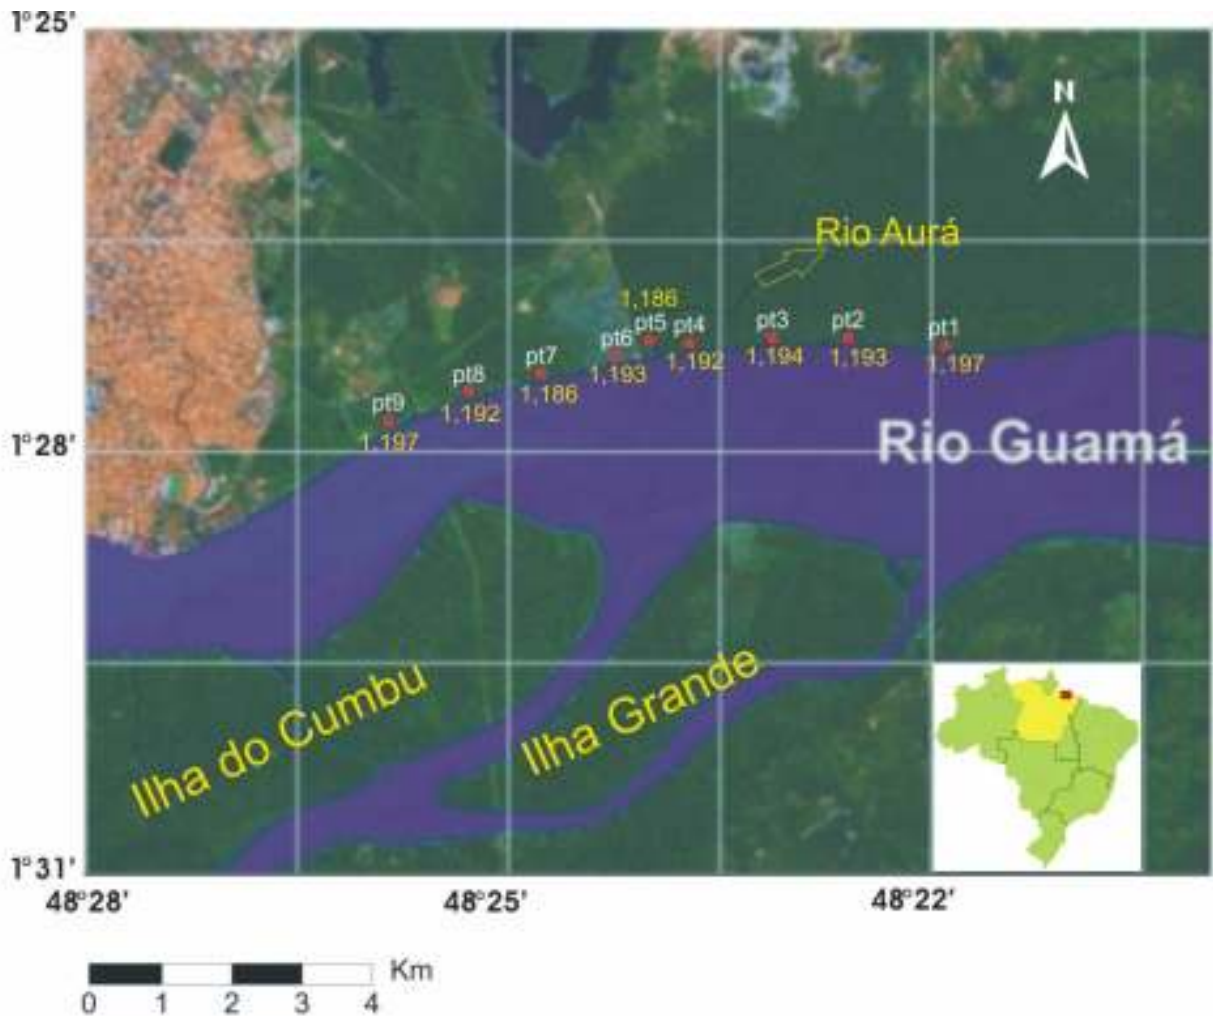 1°25'
N
Rio Aurá
1,186
pt5
pt4
pt3
pt2
pt1
pt6
pt7
pt8
pt9
1,192
1,194
1,193
1,197
1,193
1,186
1,192
1,197
1°28'
Rio Guamá
Ilha do Cumbu
Ilha Grande
1°31'
48°28'
48°25'
48°22'
Km
0 1 2 3 4